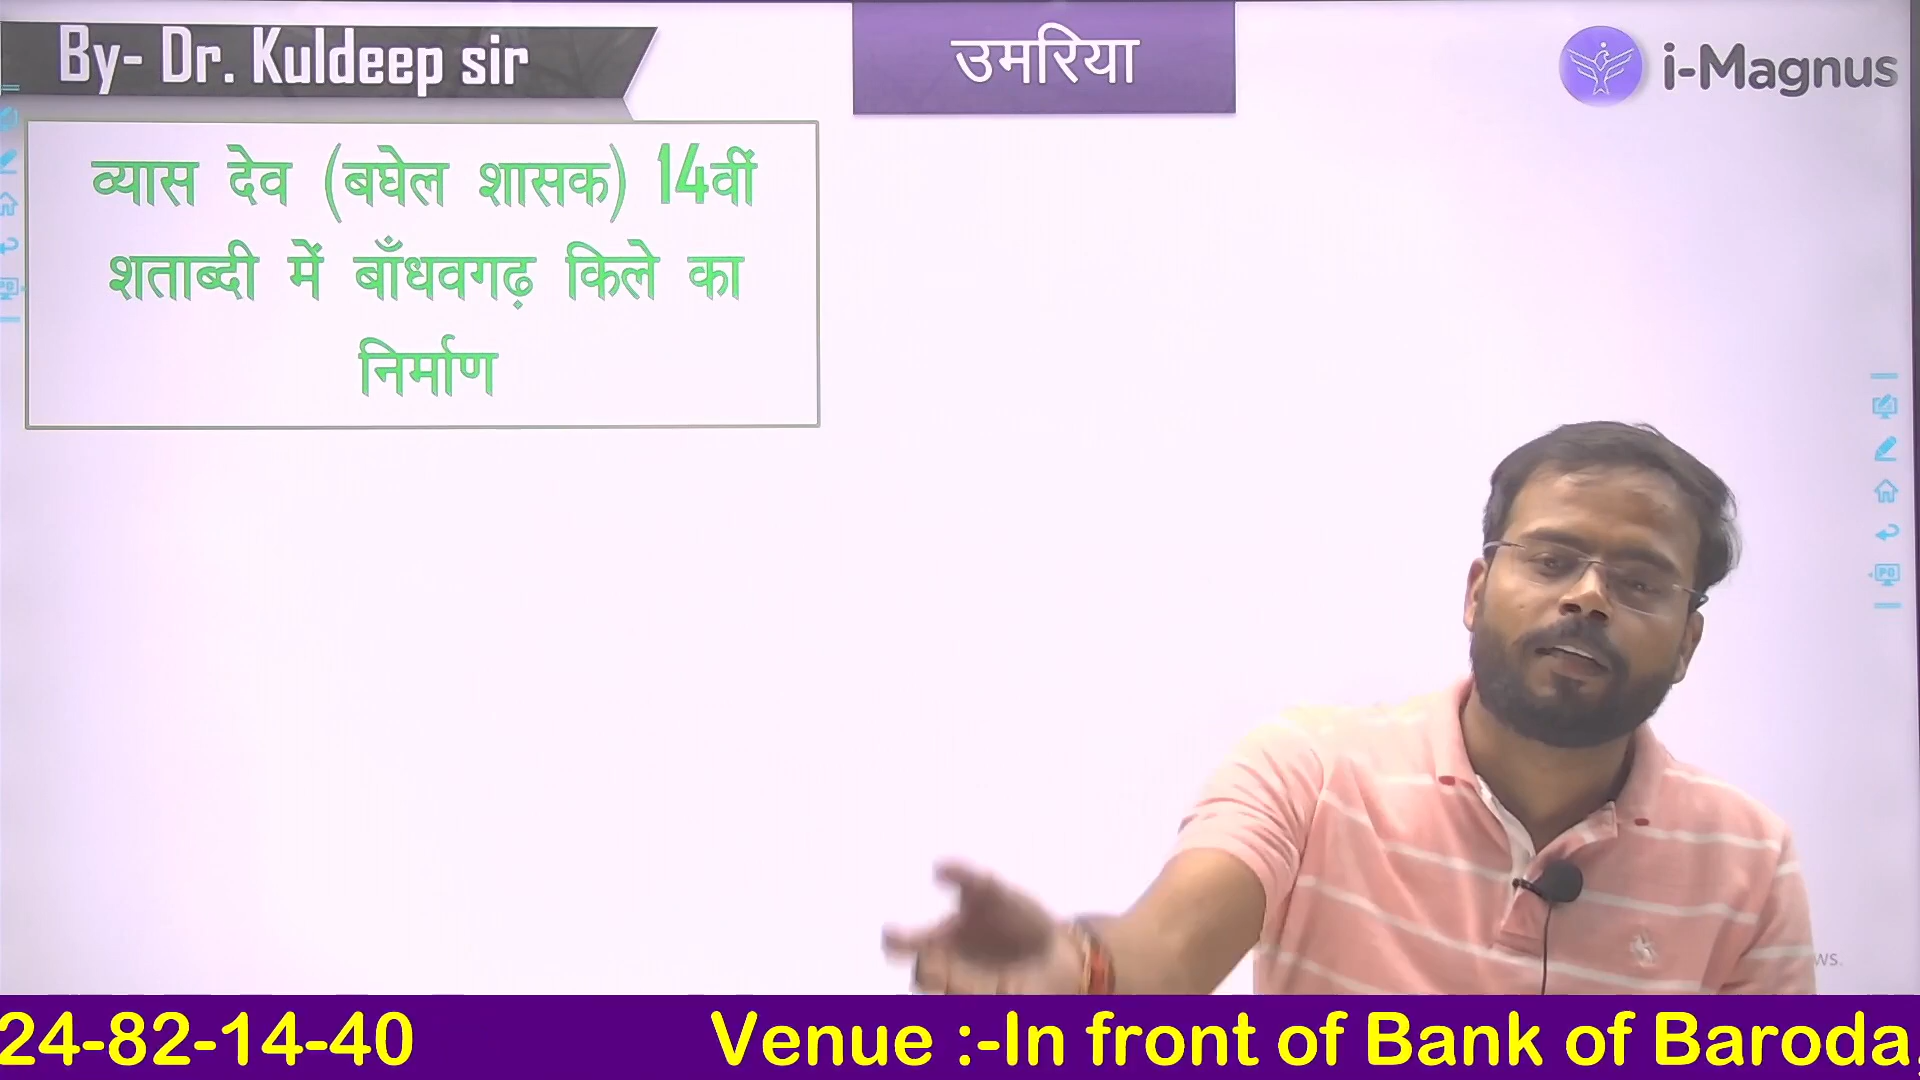 By- Dr. Kuldeep sir
उमरिया
i-Magnus
व्यास देव (बघेल शासक) 14वीं
शताब्दी में बाँधवगढ़ किले का
निर्माण
24-82-14-40 Venue :-In front of Bank of Baroda,